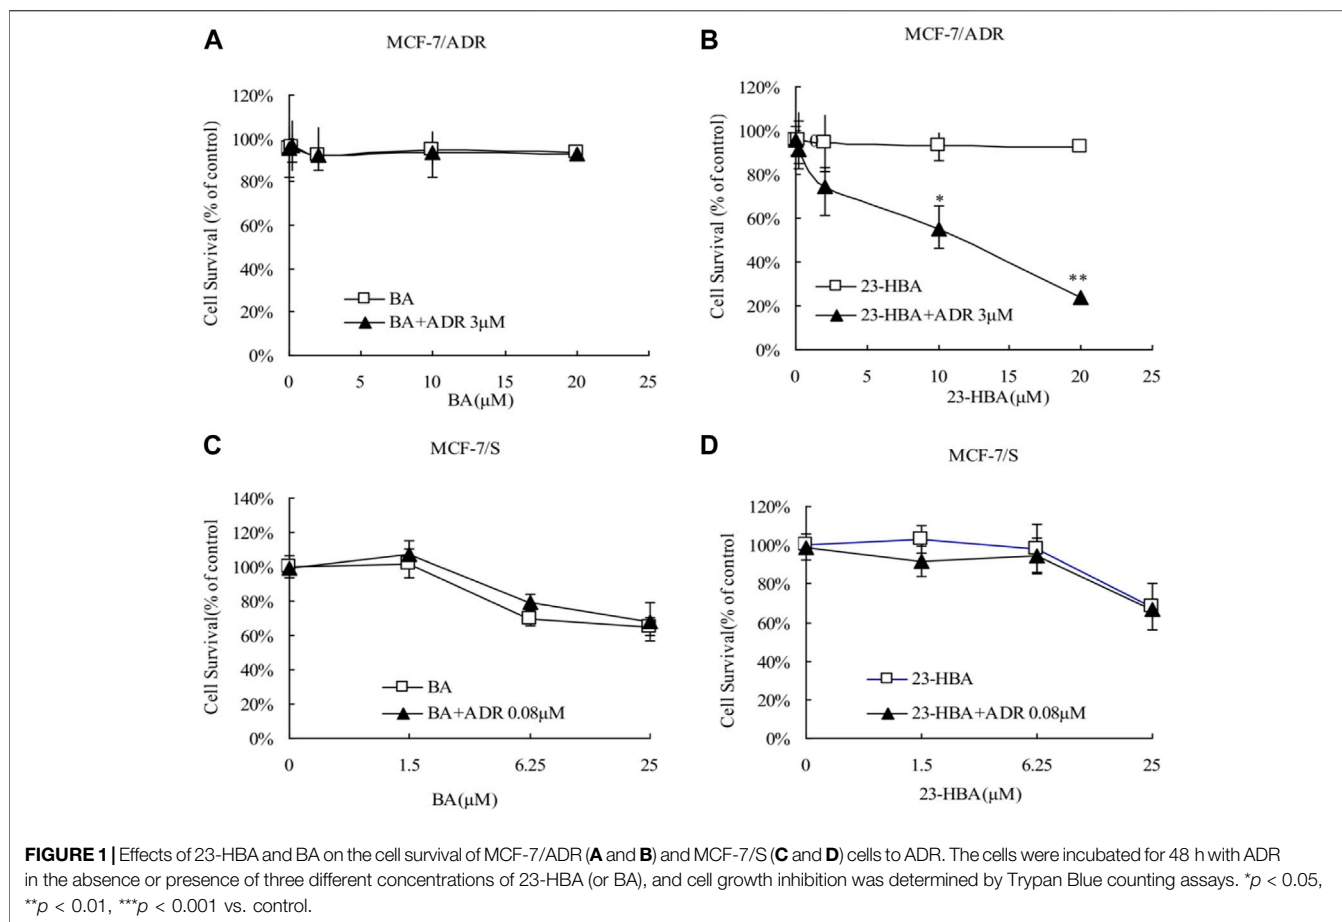 A
MCF-7/ADR
Cell Survival (% of control)
120%
100%
80%
60%
40%
20%
0%
BA
BA+ADR 3μM
0 5 10 15 20 25
BA(μM)
B
MCF-7/ADR
Cell Survival (% of control)
120%
100%
80%
60%
40%
20%
0%
*
**
23-HBA
23-HBA+ADR 3μM
0 5 10 15 20 25
23-HBA(μM)
C
MCF-7/S
Cell Survival(% of control
140%
120%
100%
80%
60%
40%
20%
0%
BA
BA+ADR 0.08μM
0 1.5 6.25 25
BA(μM)
D
MCF-7/S
Cell Survival(% of control
120%
100%
80%
60%
40%
20%
0%
23-HBA
23-HBA+ADR 0.08μM
0 1.5 6.25 25
23-HBA(μM)
FIGURE 1 | Effects of 23-HBA and BA on the cell survival of MCF-7/ADR (A and B) and MCF-7/S (C and D) cells to ADR. The cells were incubated for 48 h with ADR
in the absence or presence of three different concentrations of 23-HBA (or BA), and cell growth inhibition was determined by Trypan Blue counting assays. *p < 0.05,
**p < 0.01, ***p < 0.001 vs. control.